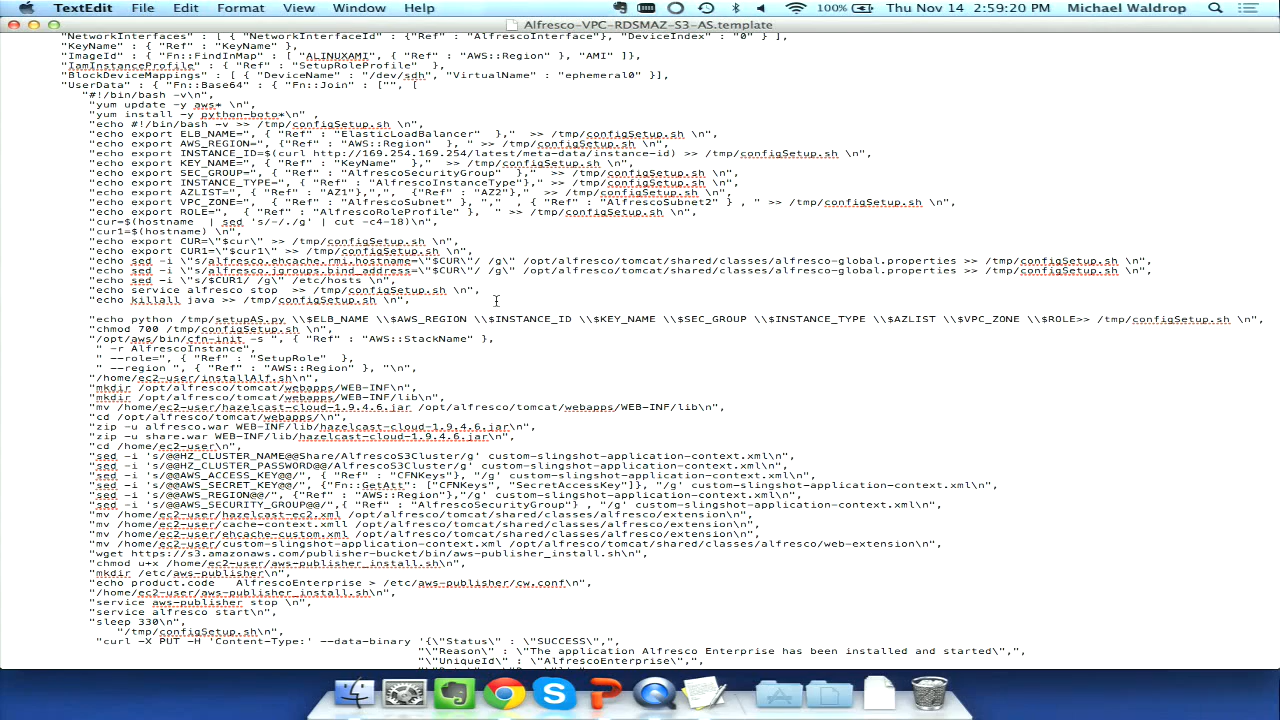 TextEdit File Edit Format View Window Help 100% Thu Nov 14 2:59:20 PM Michael Waldrop
Alfresco-VPC-RDSMAZ-S3-AS.template
"NetworkInterfaces" : [ { "NetworkInterfaceId" : {"Ref" : "AlfrescoInterface"}, "DeviceIndex" : "0" } ],
"KeyName" : { "Ref" : "KeyName" },
"ImageId" : { "Fn::FindInMap" : [ "ALINUXAMI", { "Ref" : "AWS::Region" }, "AMI" ]},
"IamInstanceProfile" : { "Ref" : "SetupRoleProfile" },
"BlockDeviceMappings" : [ { "DeviceName" : "/dev/sdh", "VirtualName" : "ephemeral0" }],
"UserData" : { "Fn::Base64" : { "Fn::Join" : ["", [
"#!/bin/bash -v\n",
"yum update -y aws* \n",
"yum install -y python-boto*\n" ,
"echo #!/bin/bash -v >> /tmp/configSetup.sh \n",
"echo export ELB_NAME=", { "Ref" : "ElasticLoadBalancer" }," >> /tmp/configSetup.sh \n",
"echo export AWS_REGION=", {"Ref" : "AWS::Region" }, " >> /tmp/configSetup.sh \n",
"echo export INSTANCE_ID=$(curl http://169.254.169.254/latest/meta-data/instance-id) >> /tmp/configSetup.sh \n",
"echo export KEY_NAME=", { "Ref" : "KeyName" }," >> /tmp/configSetup.sh \n",
"echo export SEC_GROUP=", { "Ref" : "AlfrescoSecurityGroup" }," >> /tmp/configSetup.sh \n",
"echo export INSTANCE_TYPE=", { "Ref" : "AlfrescoInstanceType"}," >> /tmp/configSetup.sh \n",
"echo export AZLIST=", { "Ref" : "AZ1"},",", {"Ref" : "AZ2"}," >> /tmp/configSetup.sh \n",
"echo export VPC_ZONE=", { "Ref" : "AlfrescoSubnet" },"," , { "Ref" : "AlfrescoSubnet2" } , " >> /tmp/configSetup.sh \n",
"echo export ROLE=", { "Ref" : "AlfrescoRoleProfile" }, " >> /tmp/configSetup.sh \n",
"cur=$(hostname | sed 's/-/./g' | cut -c4-18)\n",
"cur1=$(hostname) \n",
"echo export CUR=\"$cur\" >> /tmp/configSetup.sh \n",
"echo export CUR1=\"$cur1\" >> /tmp/configSetup.sh \n",
"echo sed -i \"s/alfresco.ehcache.rmi.hostname=\"$CUR\"/ /g\" /opt/alfresco/tomcat/shared/classes/alfresco-global.properties >> /tmp/configSetup.sh \n",
"echo sed -i \"s/alfresco.jgroups.bind_address=\"$CUR\"/ /g\" /opt/alfresco/tomcat/shared/classes/alfresco-global.properties >> /tmp/configSetup.sh \n",
"echo sed -i \"s/$CUR1/ /g\" /etc/hosts \n",
"echo service alfresco stop >> /tmp/configSetup.sh \n",
"echo killall java >> /tmp/configSetup.sh \n",
"echo python /tmp/setupAS.py \\$ELB_NAME \\$AWS_REGION \\$INSTANCE_ID \\$KEY_NAME \\$SEC_GROUP \\$INSTANCE_TYPE \\$AZLIST \\$VPC_ZONE \\$ROLE>> /tmp/configSetup.sh \n",
"chmod 700 /tmp/configSetup.sh \n",
"/opt/aws/bin/cfn-init -s ", { "Ref" : "AWS::StackName" },
" -r AlfrescoInstance",
" --role=", { "Ref" : "SetupRole" },
" --region ", { "Ref" : "AWS::Region" }, "\n",
"/home/ec2-user/installAlf.sh\n",
"mkdir /opt/alfresco/tomcat/webapps/WEB-INF\n",
"mkdir /opt/alfresco/tomcat/webapps/WEB-INF/lib\n",
"mv /home/ec2-user/hazelcast-cloud-1.9.4.6.jar /opt/alfresco/tomcat/webapps/WEB-INF/lib\n",
"cd /opt/alfresco/tomcat/webapps/\n",
"zip -u alfresco.war WEB-INF/lib/hazelcast-cloud-1.9.4.6.jar\n",
"zip -u share.war WEB-INF/lib/hazelcast-cloud-1.9.4.6.jar\n",
"cd /home/ec2-user\n",
"sed -i 's/@@HZ_CLUSTER_NAME@@Share/AlfrescoS3Cluster/g' custom-slingshot-application-context.xml\n",
"sed -i 's/@@HZ_CLUSTER_PASSWORD@@/AlfrescoS3Cluster/g' custom-slingshot-application-context.xml\n",
"sed -i 's/@@AWS_ACCESS_KEY@@/", { "Ref" : "CFNKeys"}, "/g' custom-slingshot-application-context.xml\n",
"sed -i 's/@@AWS_SECRET_KEY@@/", {"Fn::GetAtt": ["CFNKeys", "SecretAccessKey"]}, "/g' custom-slingshot-application-context.xml\n",
"sed -i 's/@@AWS_REGION@@/", {"Ref" : "AWS::Region"},"/g' custom-slingshot-application-context.xml\n",
"sed -i 's/@@AWS_SECURITY_GROUP@@/",{ "Ref" : "AlfrescoSecurityGroup"} , "/g' custom-slingshot-application-context.xml\n",
"mv /home/ec2-user/hazelcast-ec2.xml /opt/alfresco/tomcat/shared/classes/alfresco/extension\n",
"mv /home/ec2-user/cache-context.xmll /opt/alfresco/tomcat/shared/classes/alfresco/extension\n",
"mv /home/ec2-user/ehcache-custom.xml /opt/alfresco/tomcat/shared/classes/alfresco/extension\n",
"mv /home/ec2-user/custom-slingshot-application-context.xml /opt/alfresco/tomcat/shared/classes/alfresco/web-extension\n",
"wget https://s3.amazonaws.com/publisher-bucket/bin/aws-publisher_install.sh\n",
"chmod u+x /home/ec2-user/aws-publisher_install.sh\n",
"mkdir /etc/aws-publisher\n",
"echo product.code AlfrescoEnterprise > /etc/aws-publisher/cw.conf\n",
"/home/ec2-user/aws-publisher_install.sh\n",
"service aws-publisher stop \n",
"service alfresco start\n",
"sleep 330\n",
"/tmp/configSetup.sh\n",
"curl -X PUT -H 'Content-Type:' --data-binary '{\"Status\" : \"SUCCESS\",",
"\"Reason\" : \"The application Alfresco Enterprise has been installed and started\",",
"\"UniqueId\" : \"AlfrescoEnterprise\",",